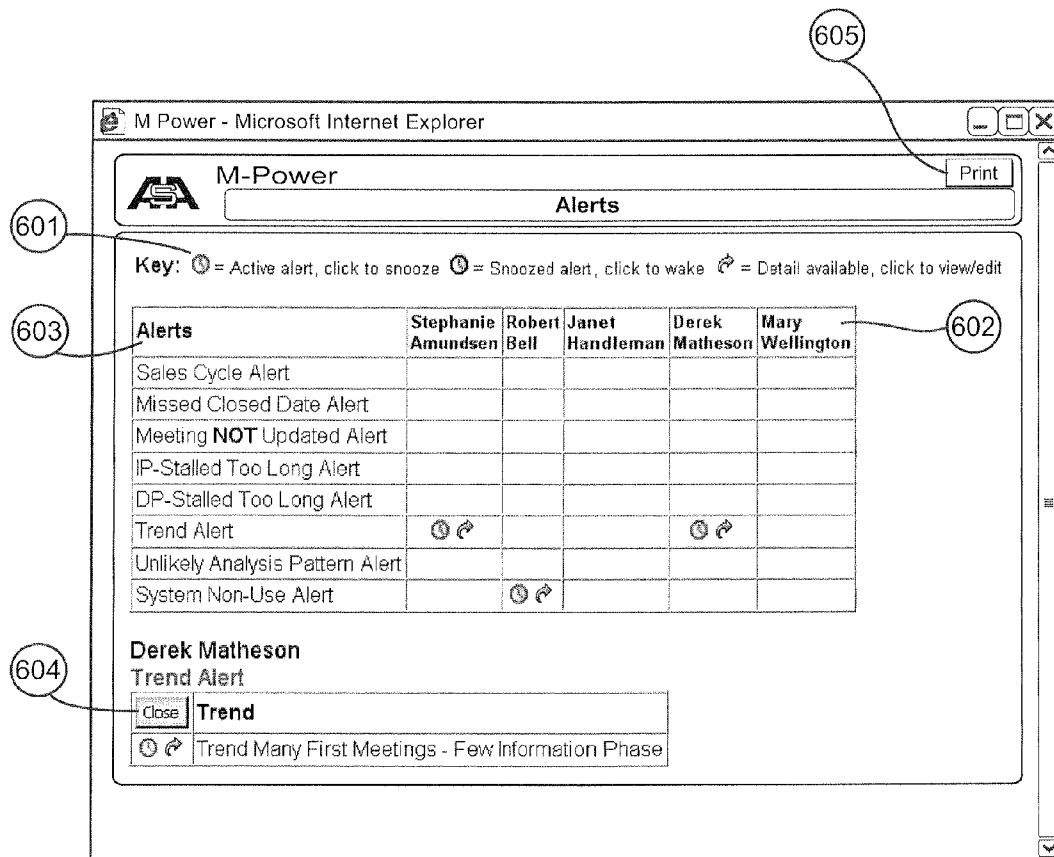 605
M Power - Microsoft Internet Explorer
ASA
M-Power
Print
Alerts
601
Key: = Active alert, click to snooze = Snoozed alert, click to wake = Detail available, click to view/edit
603
602
Alerts Stephanie Amundsen Robert Bell Janet Handleman Derek Matheson Mary Wellington
Sales Cycle Alert
Missed Closed Date Alert
Meeting NOT Updated Alert
IP-Stalled Too Long Alert
DP-Stalled Too Long Alert
Trend Alert
Unlikely Analysis Pattern Alert
System Non-Use Alert
Derek Matheson
604
Trend Alert
Close Trend
Trend Many First Meetings - Few Information Phase